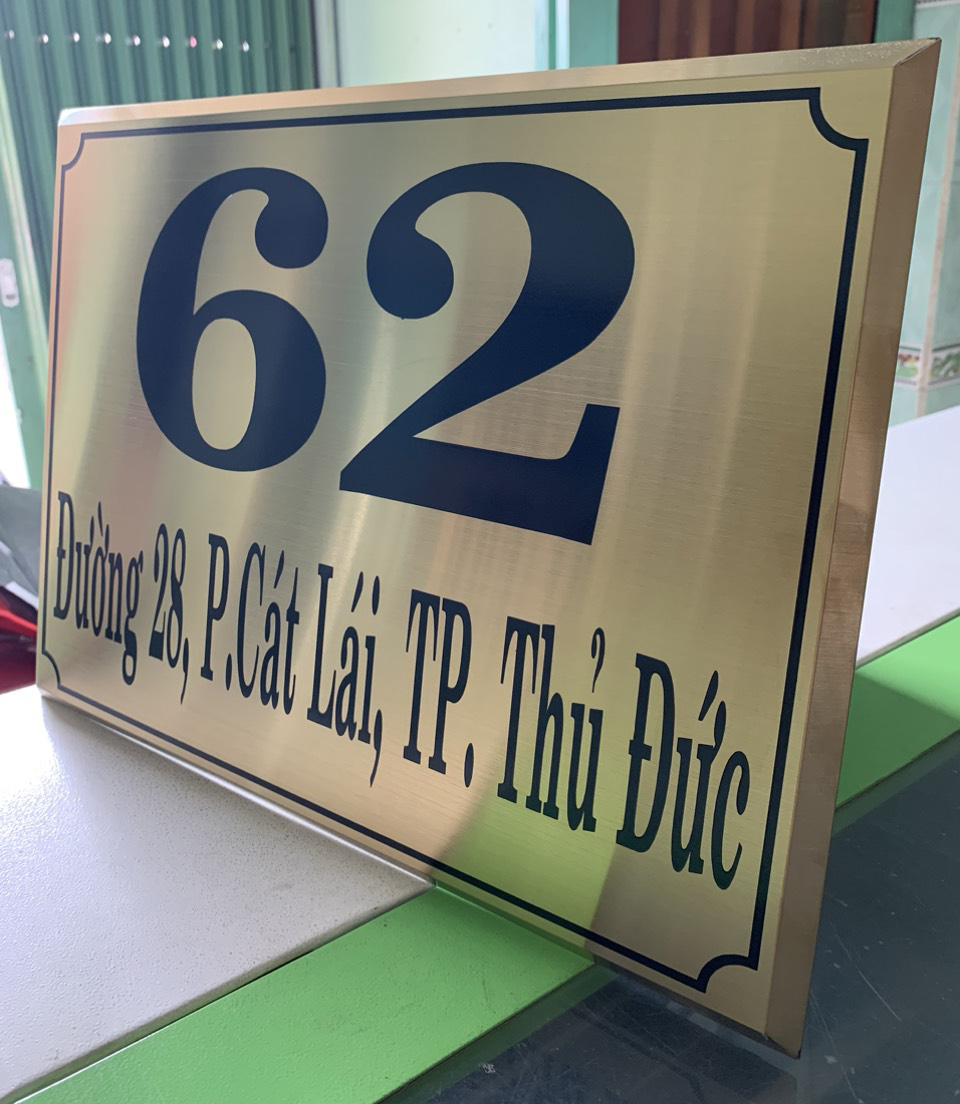 62
Đường 28, P.Cát Lái, TP. Thủ Đức